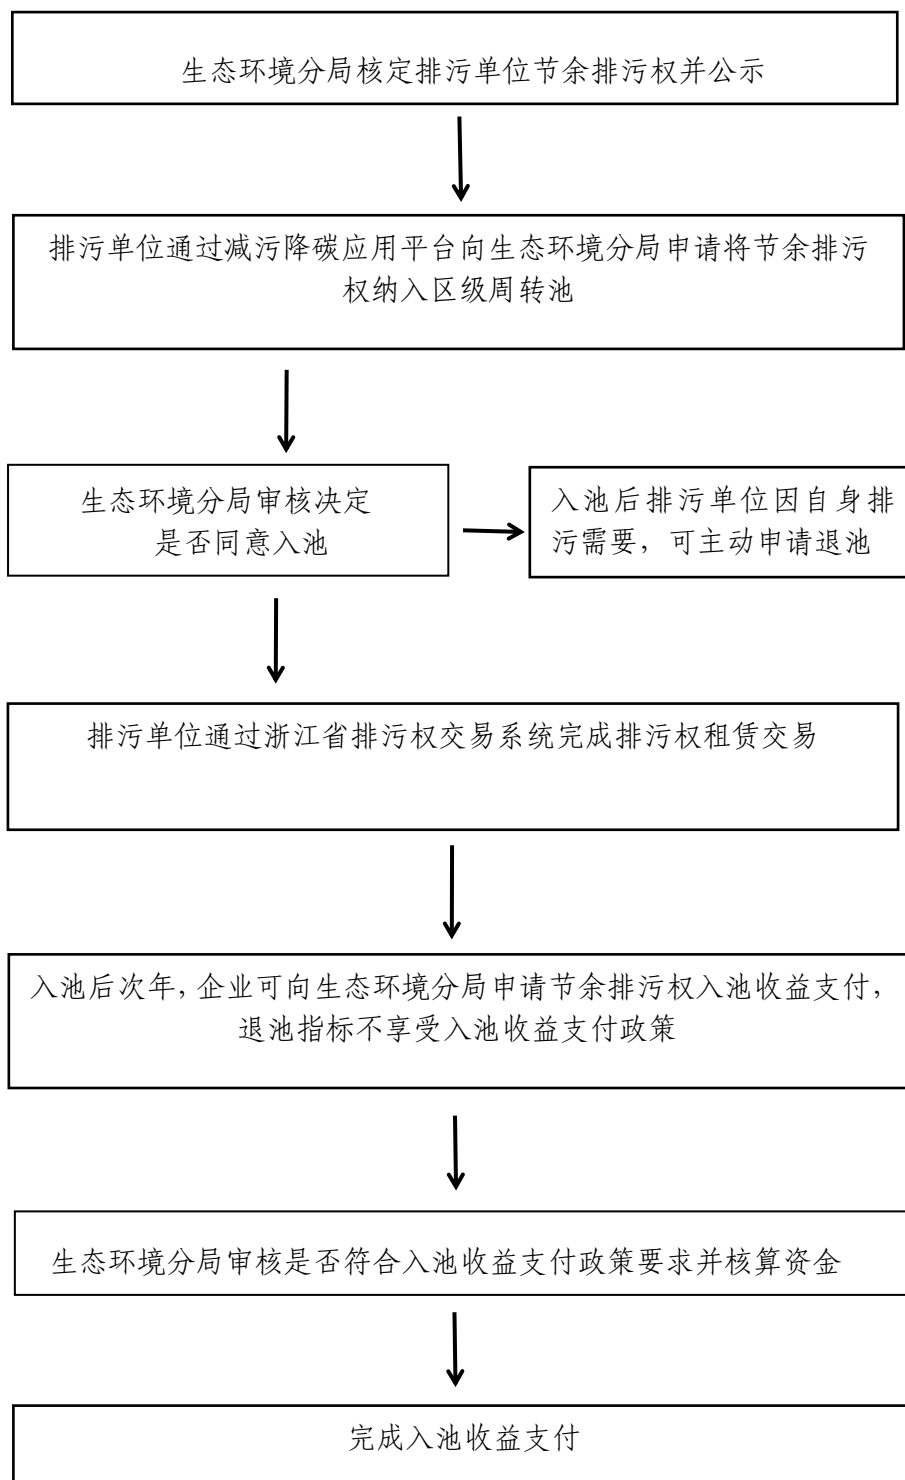 生态环境分局核定排污单位节余排污权并公示
排污单位通过减污降碳应用平台向生态环境分局申请将节余排污
权纳入区级周转池
生态环境分局审核决定
是否同意入池
入池后排污单位因自身排
污需要，可主动申请退池
排污单位通过浙江省排污权交易系统完成排污权租赁交易
入池后次年,企业可向生态环境分局申请节余排污权入池收益支付，
退池指标不享受入池收益支付政策
生态环境分局审核是否符合入池收益支付政策要求并核算资金
完成入池收益支付